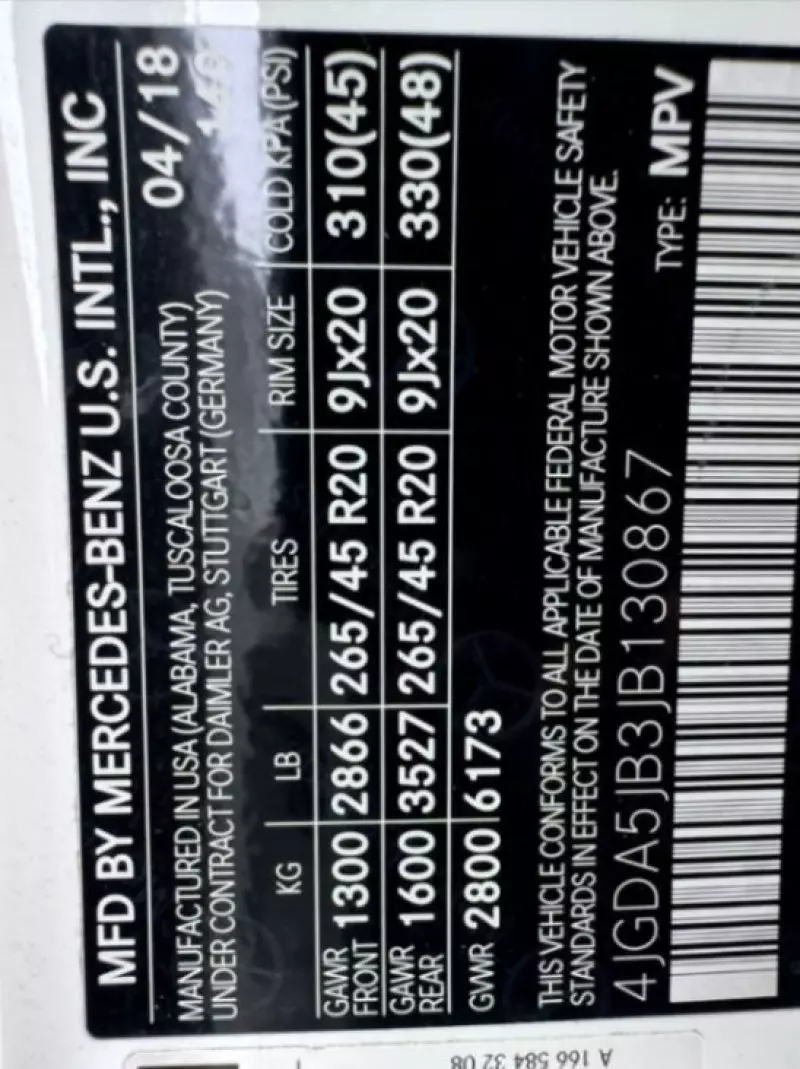 MFD BY MERCEDES-BENZ U.S. INTL., INC
04/18
MANUFACTURED IN USA (ALABAMA, TUSCALOOSA COUNTY)
UNDER CONTRACT FOR DAIMLER AG, STUTTGART (GERMANY)
KG LB TIRES RIM SIZE COLD KPA (PSI)
GAWR FRONT 1300 2866 265/45 R20 9Jx20 310(45)
GAWR REAR 1600 3527 265/45 R20 9Jx20 330(48)
GVWR 2800 6173
THIS VEHICLE CONFORMS TO ALL APPLICABLE FEDERAL MOTOR VEHICLE SAFETY
STANDARDS IN EFFECT ON THE DATE OF MANUFACTURE SHOWN ABOVE.
4JGDA5JB3JB130867 TYPE: MPV
A 166 584 32 08